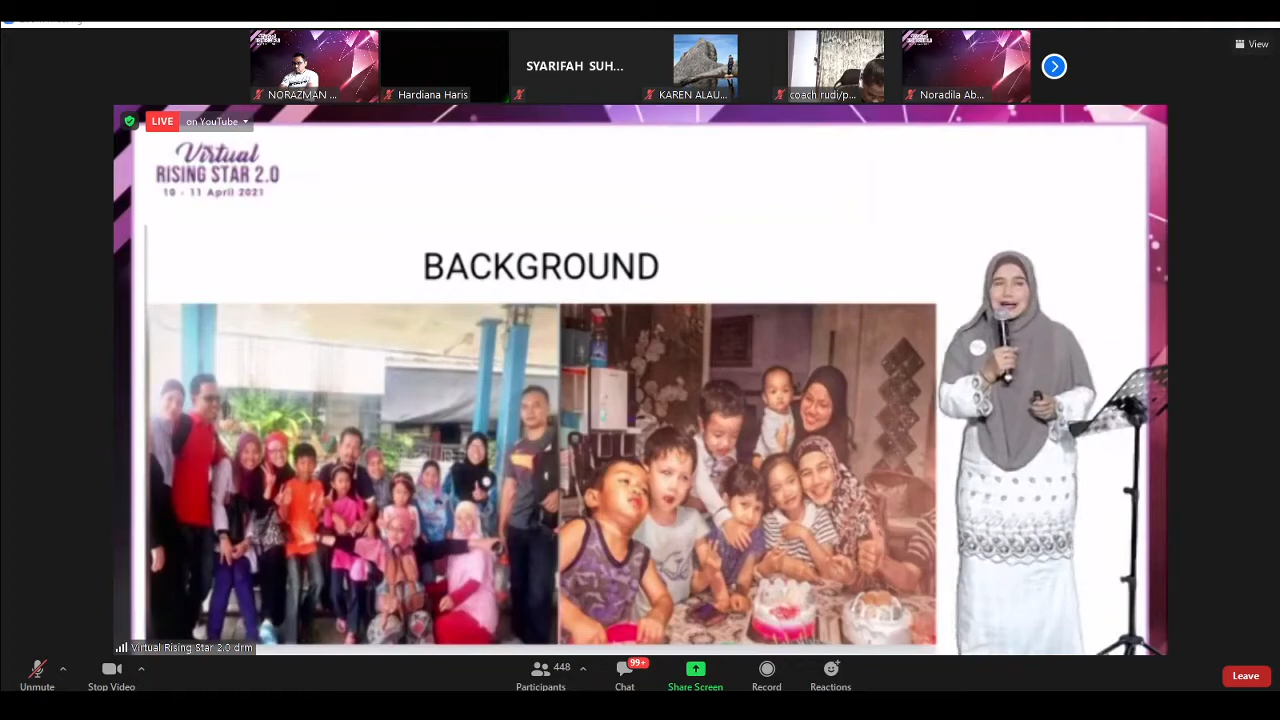 View
NORAZMAN ...
Hardiana Haris
SYARIFAH SUH...
KAREN ALAU...
coach rudi/p...
Noradila Ab...
LIVE on YouTube
Virtual
RISING STAR 2.0
10 - 11 April 2021
BACKGROUND
Virtual Rising Star 2.0 drm
Unmute
Stop Video
448
Participants
99+
Chat
Share Screen
Record
Reactions
Leave